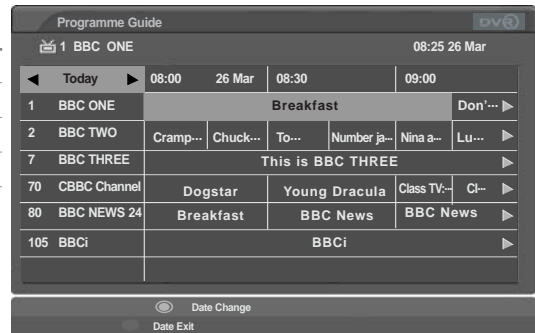 Programme Guide DVR
1 BBC ONE 08:25 26 Mar
◀ Today ▶ 08:00 26 Mar 08:30 09:00
1 BBC ONE Breakfast Don'··· ▶
2 BBC TWO Cramp··· Chuck··· To··· Number ja··· Nina a··· Lu··· ▶
7 BBC THREE This is BBC THREE ▶
70 CBBC Channel Dogstar Young Dracula Class TV:··· Cl··· ▶
80 BBC NEWS 24 Breakfast BBC News BBC News ▶
105 BBCi BBCi ▶
Date Change
Date Exit